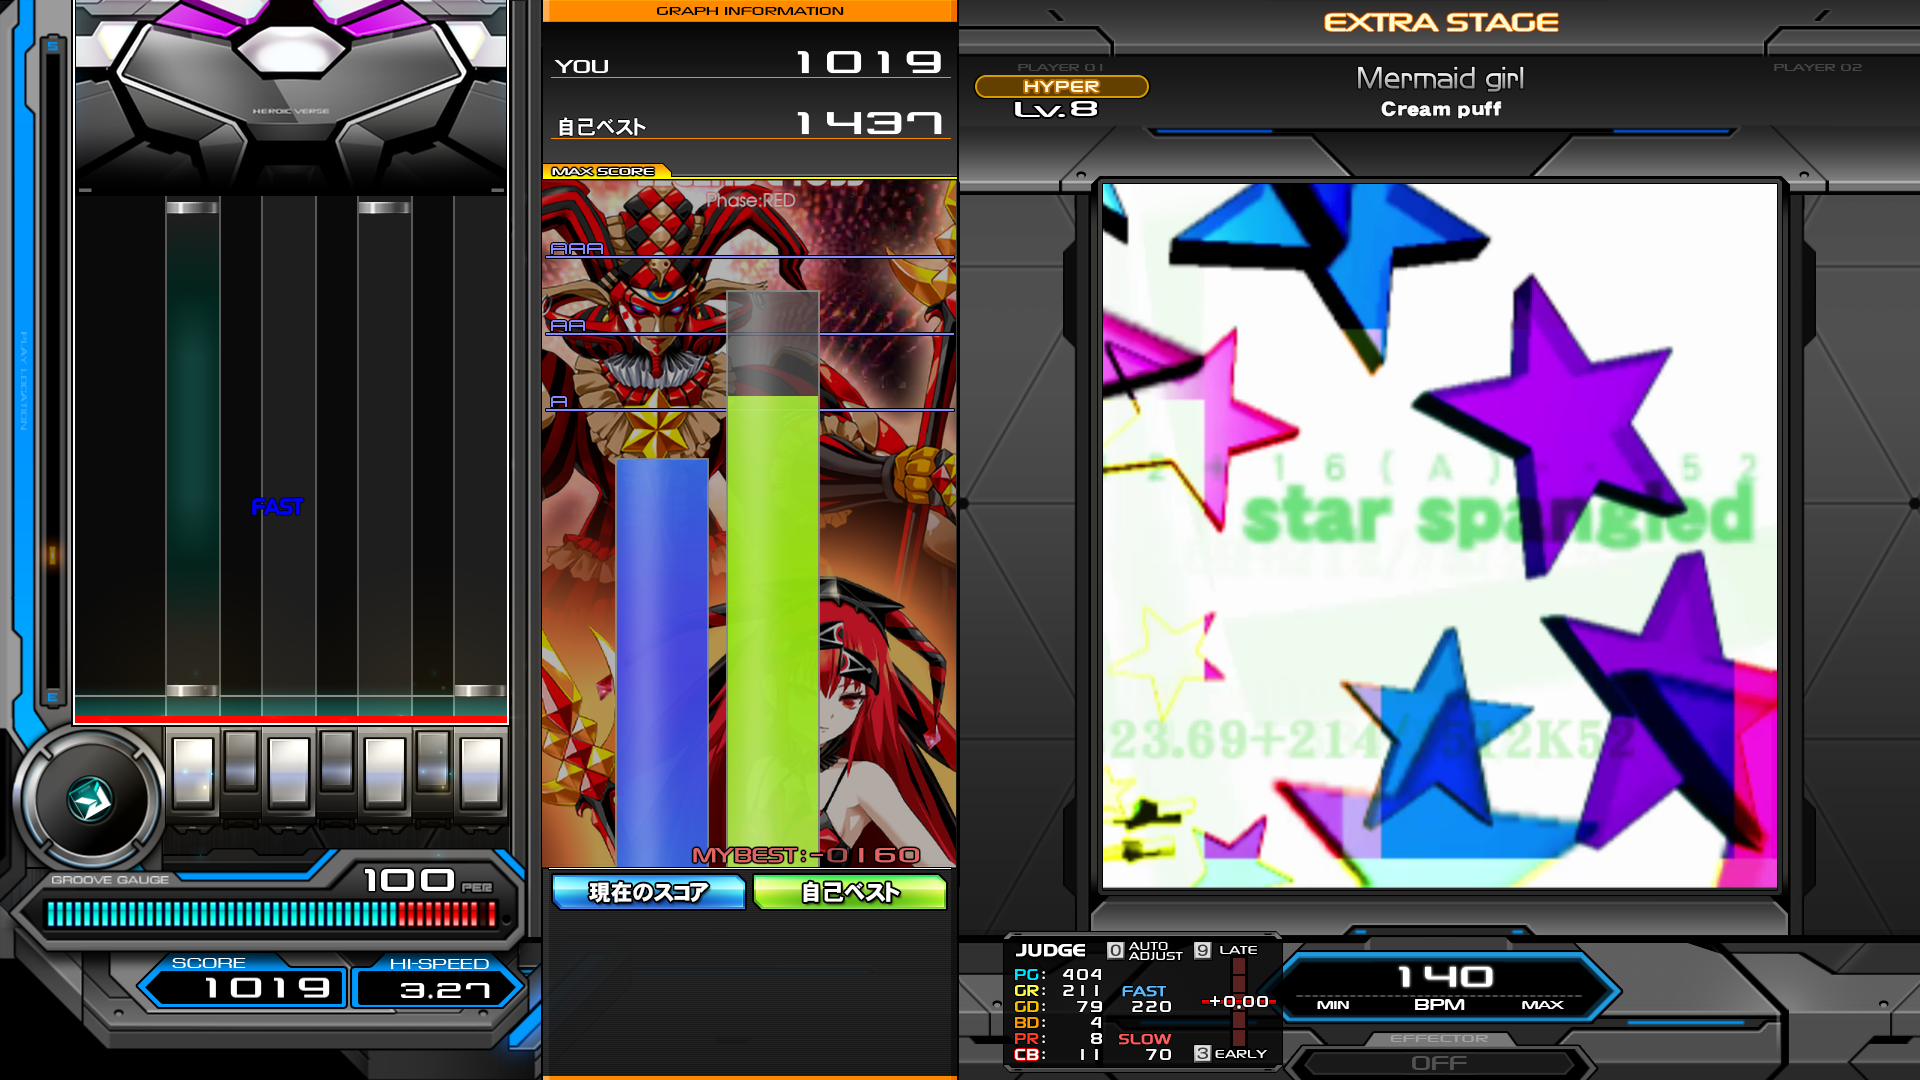 GRAPH INFORMATION
YOU 1019
自己ベスト 1437
MAX SCORE
Phase:RED
AAA
AA
A
MYBEST:-0160
現在のスコア
自己ベスト
HEROIC VERSE
S
PLAY LOCATION
E
FAST
GROOVE GAUGE 100 PER
SCORE 1019
HI-SPEED 3.27
EXTRA STAGE
PLAYER 01
PLAYER 02
HYPER
Lv.8
Mermaid girl
Cream puff
star spangled
JUDGE
0 AUTO ADJUST
9 LATE
PG: 404
GR: 211
GD: 79
BD: 4
PR: 8
CB: 11
FAST 220
SLOW 70
+0.00
3 EARLY
140
MIN BPM MAX
EFFECTOR
OFF